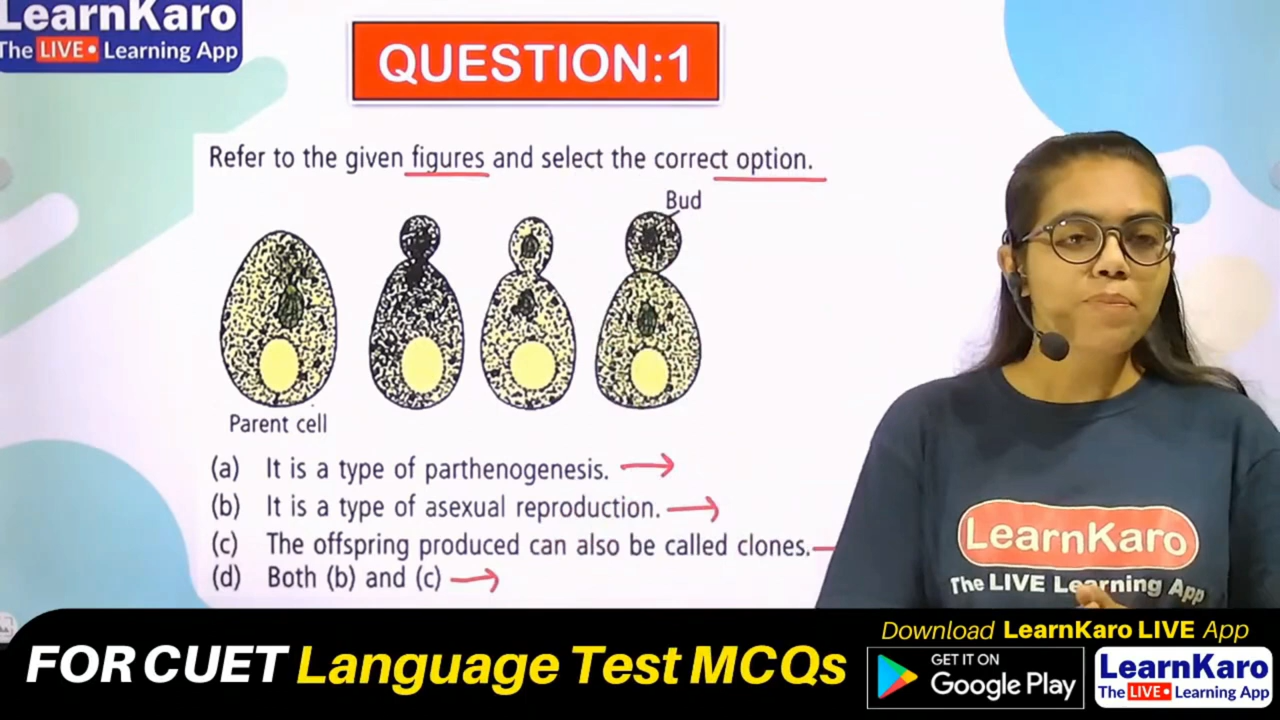 LearnKaro
The LIVE• Learning App
QUESTION:1
Refer to the given figures and select the correct option.
Bud
Parent cell
(a) It is a type of parthenogenesis.
(b) It is a type of asexual reproduction.
(c) The offspring produced can also be called clones.
(d) Both (b) and (c)
LearnKaro
The LIVE Learning App
FOR CUET Language Test MCQs
Download LearnKaro LIVE App
GET IT ON
Google Play
LearnKaro
The LIVE• Learning App